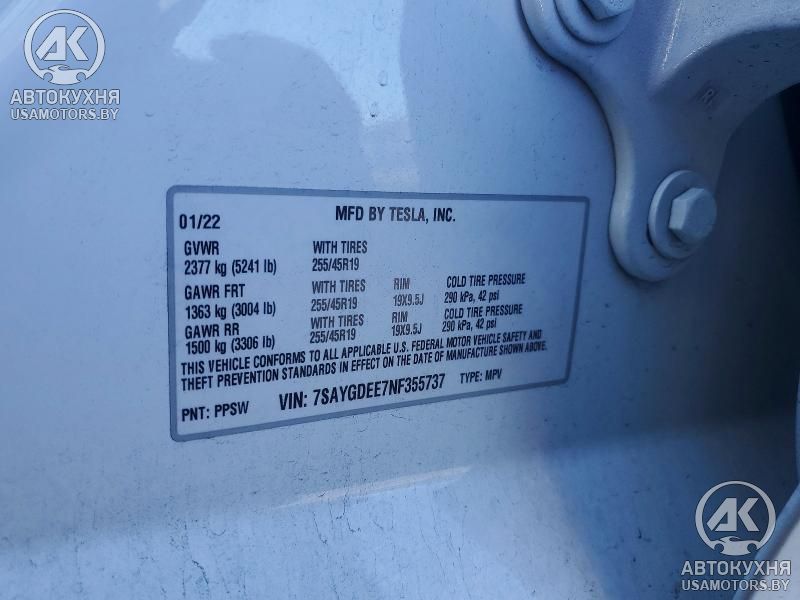 АК
АВТОКУХНЯ
USAMOTORS.BY
R
01/22 MFD BY TESLA, INC.
GVWR WITH TIRES
2377 kg (5241 lb) 255/45R19
GAWR FRT WITH TIRES RIM COLD TIRE PRESSURE
1363 kg (3004 lb) 255/45R19 19X9.5J 290 kPa, 42 psi
GAWR RR WITH TIRES RIM COLD TIRE PRESSURE
1500 kg (3306 lb) 255/45R19 19X9.5J 290 kPa, 42 psi
THIS VEHICLE CONFORMS TO ALL APPLICABLE U.S. FEDERAL MOTOR VEHICLE SAFETY AND
THEFT PREVENTION STANDARDS IN EFFECT ON THE DATE OF MANUFACTURE SHOWN ABOVE.
PNT: PPSW VIN: 7SAYGDEE7NF355737 TYPE: MPV
АК
АВТОКУХНЯ
USAMOTORS.BY